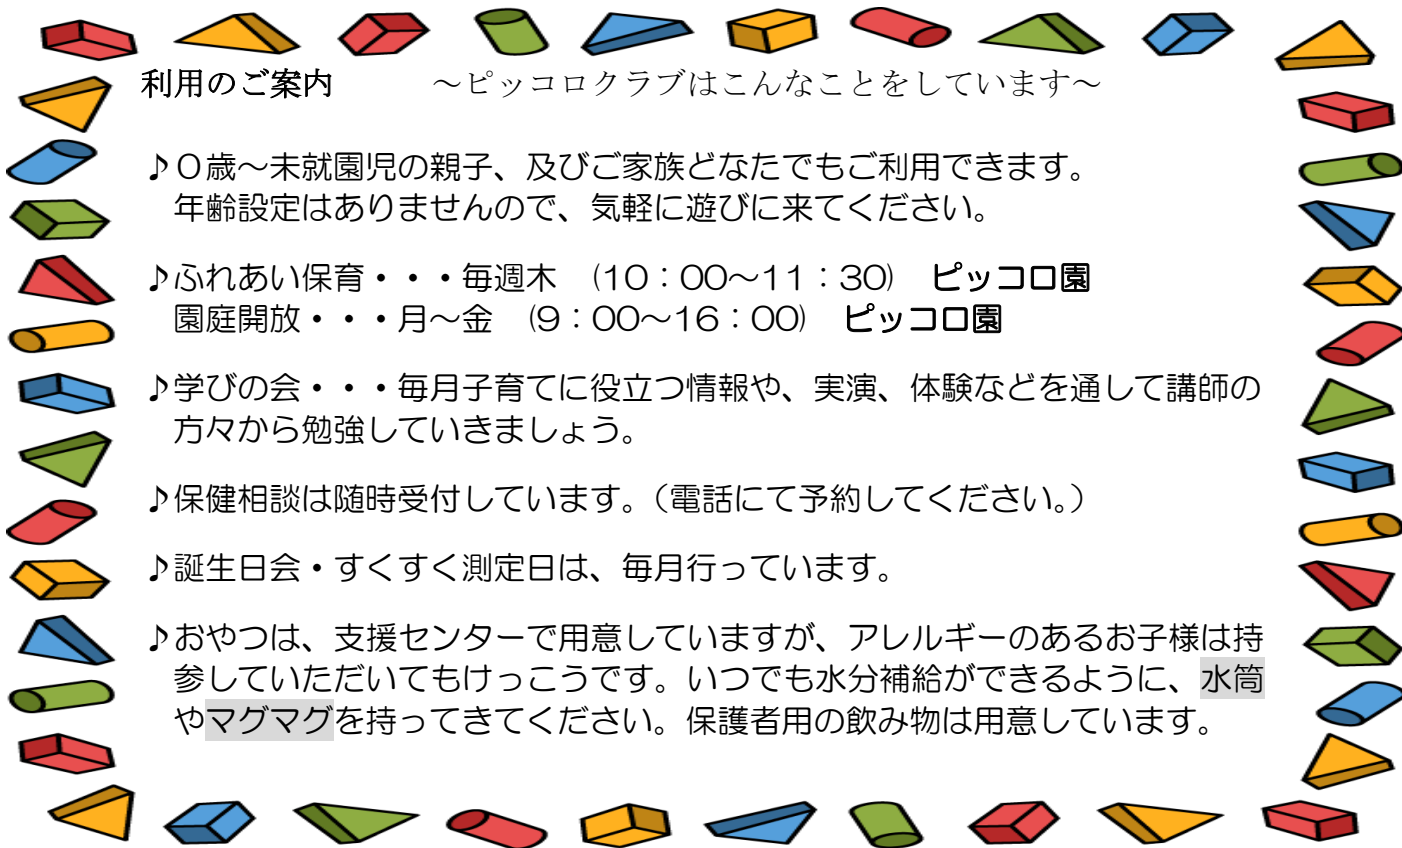 利用のご案内　　　～ピッコロクラブはこんなことをしています～
♪０歳～未就園児の親子、及びご家族どなたでもご利用できます。
年齢設定はありませんので、気軽に遊びに来てください。
♪ふれあい保育・・・毎週木　(10：00～11：30)　ピッコロ園
園庭開放・・・月～金　(9：00～16：00)　ピッコロ園
♪学びの会・・・毎月子育てに役立つ情報や、実演、体験などを通して講師の
方々から勉強していきましょう。
♪保健相談は随時受付しています。（電話にて予約してください。）
♪誕生日会・すくすく測定日は、毎月行っています。
♪おやつは、支援センターで用意していますが、アレルギーのあるお子様は持
参していただいてもけっこうです。いつでも水分補給ができるように、水筒
やマグマグを持ってきてください。保護者用の飲み物は用意しています。